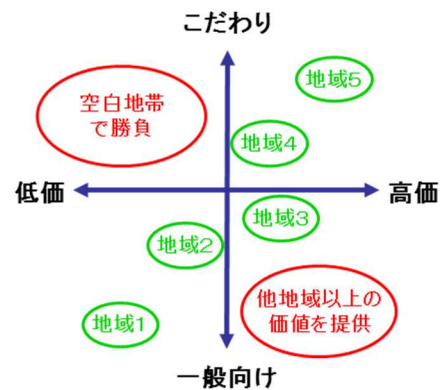 こだわり
地域5
空白地帯
で勝負
地域4
低価
高価
地域3
地域2
他地域以上の
価値を提供
地域1
一般向け